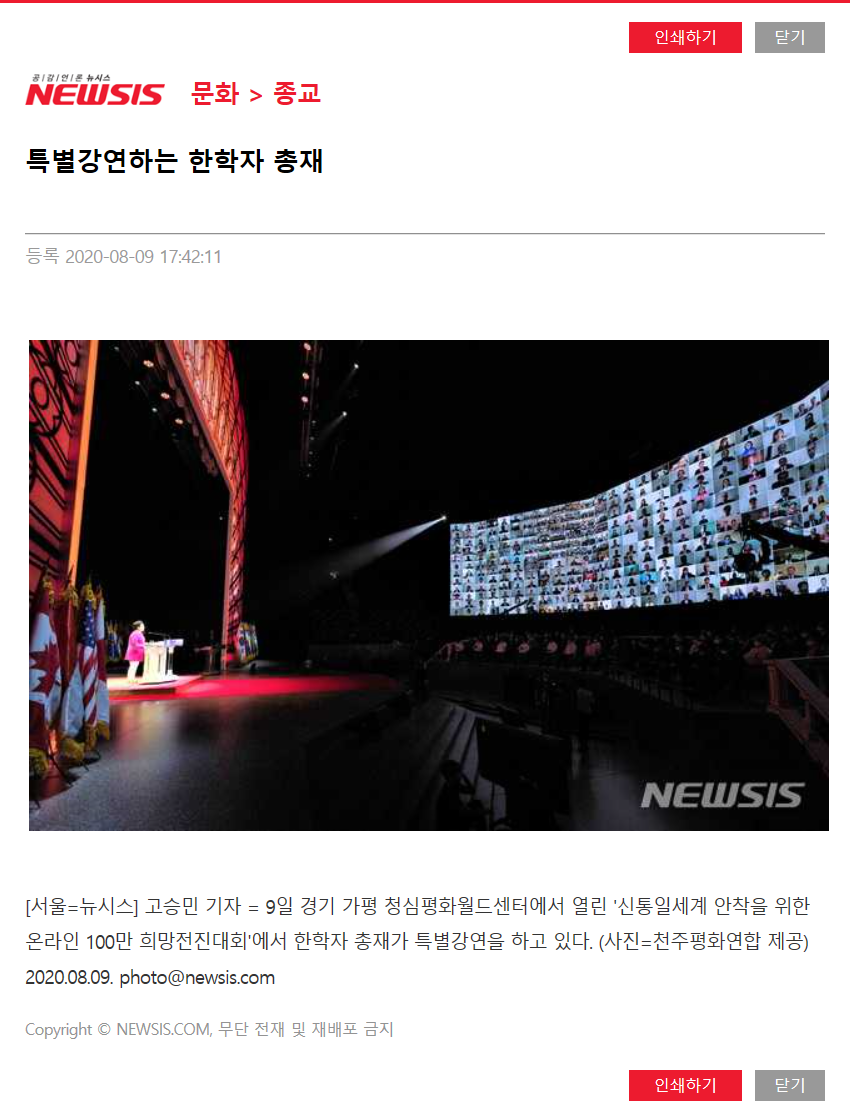 인쇄하기 닫기
공|감|언|론 뉴시스
NEWSIS 문화 > 종교
특별강연하는 한학자 총재
등록 2020-08-09 17:42:11
NEWSIS
[서울=뉴시스] 고승민 기자 = 9일 경기 가평 청심평화월드센터에서 열린 '신통일세계 안착을 위한
온라인 100만 희망전진대회'에서 한학자 총재가 특별강연을 하고 있다. (사진=천주평화연합 제공)
2020.08.09. photo@newsis.com
Copyright © NEWSIS.COM, 무단 전재 및 재배포 금지
인쇄하기 닫기